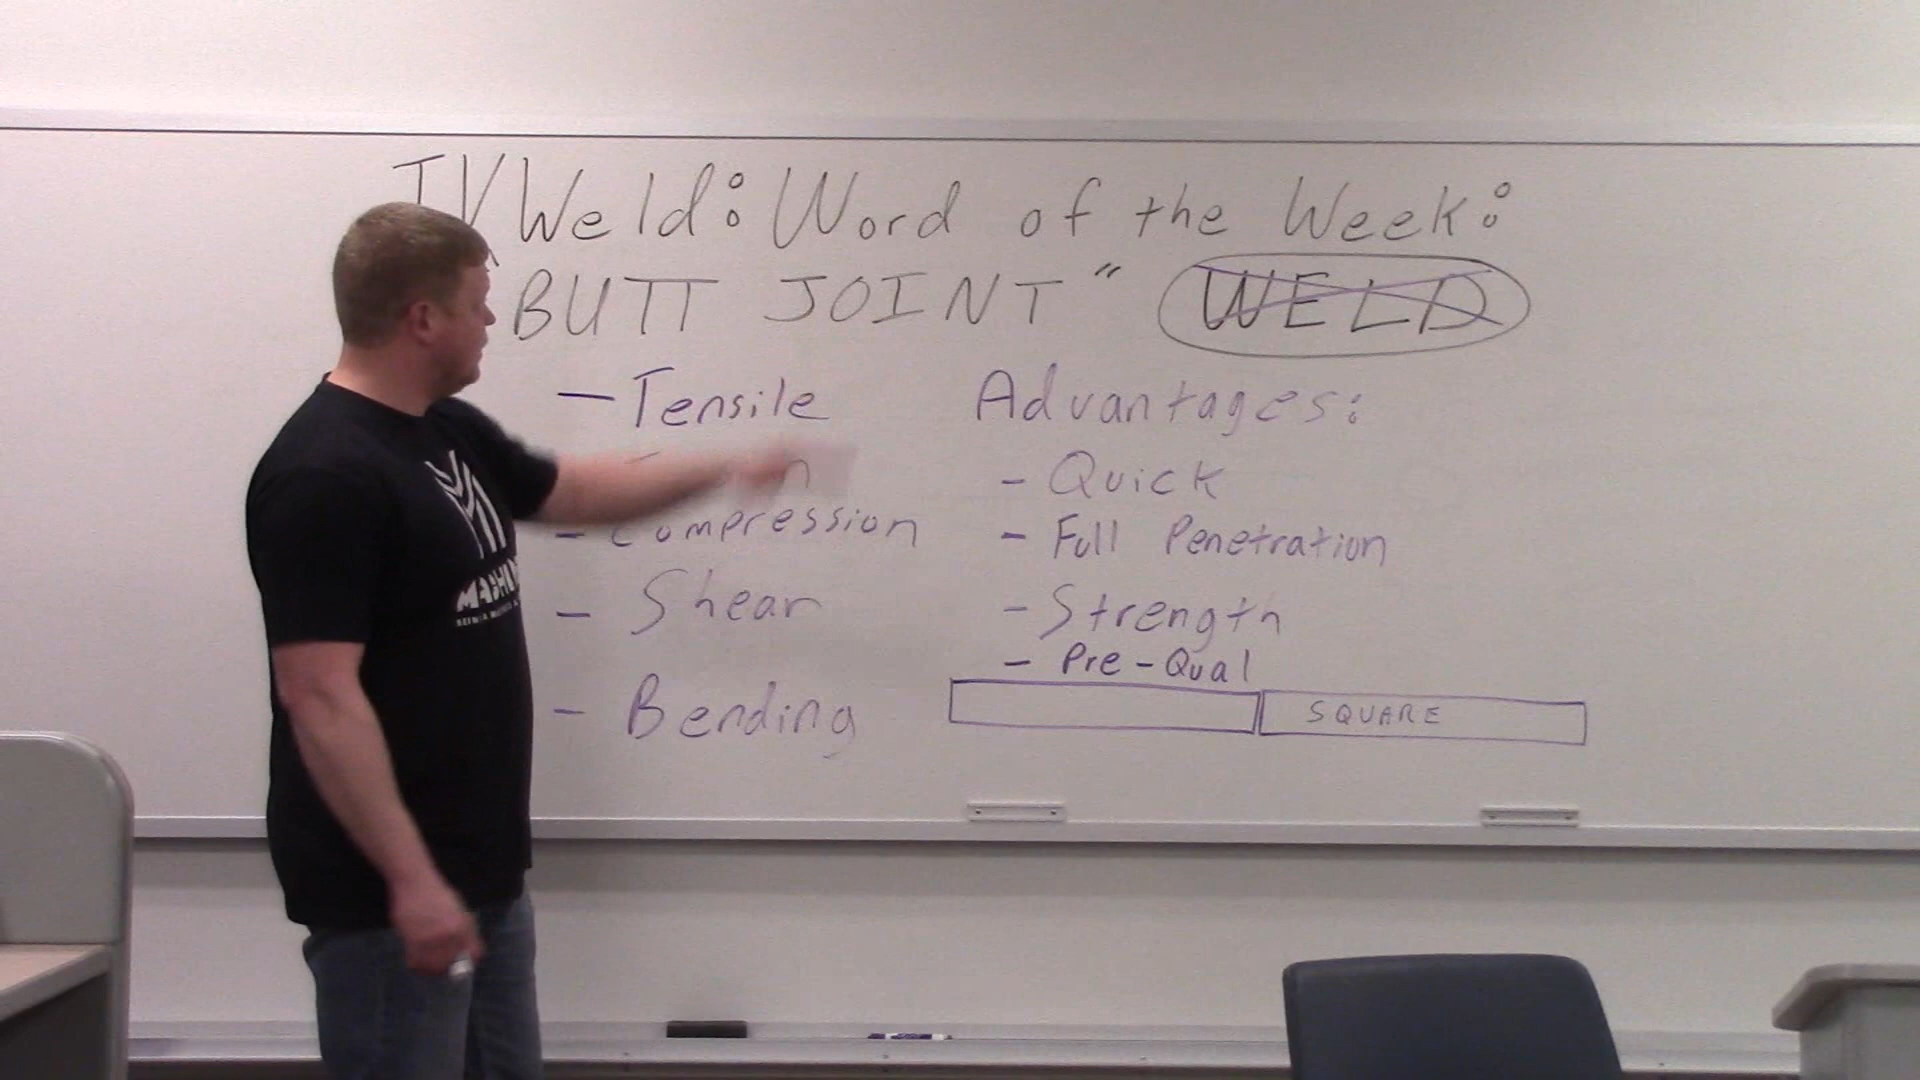 TVWeld: Word of the Week:
BUTT JOINT" WELD
- Tensile
- Compression
- Shear
- Bending
Advantages:
- Quick
- Full Penetration
- Strength
- Pre-Qual
SQUARE